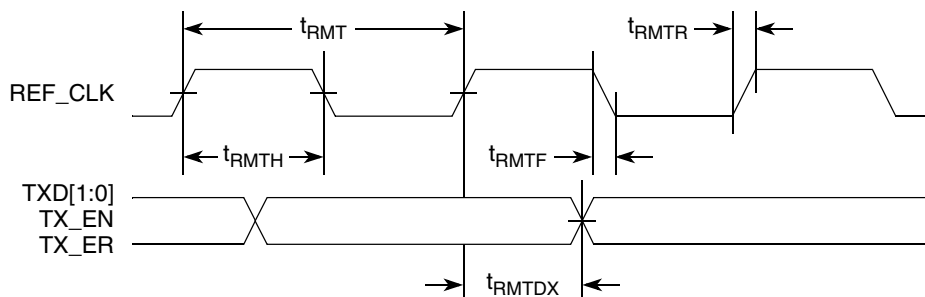 tRMT
tRMTR
REF_CLK
tRMTH
tRMTF
TXD[1:0]
TX_EN
TX_ER
tRMTDX